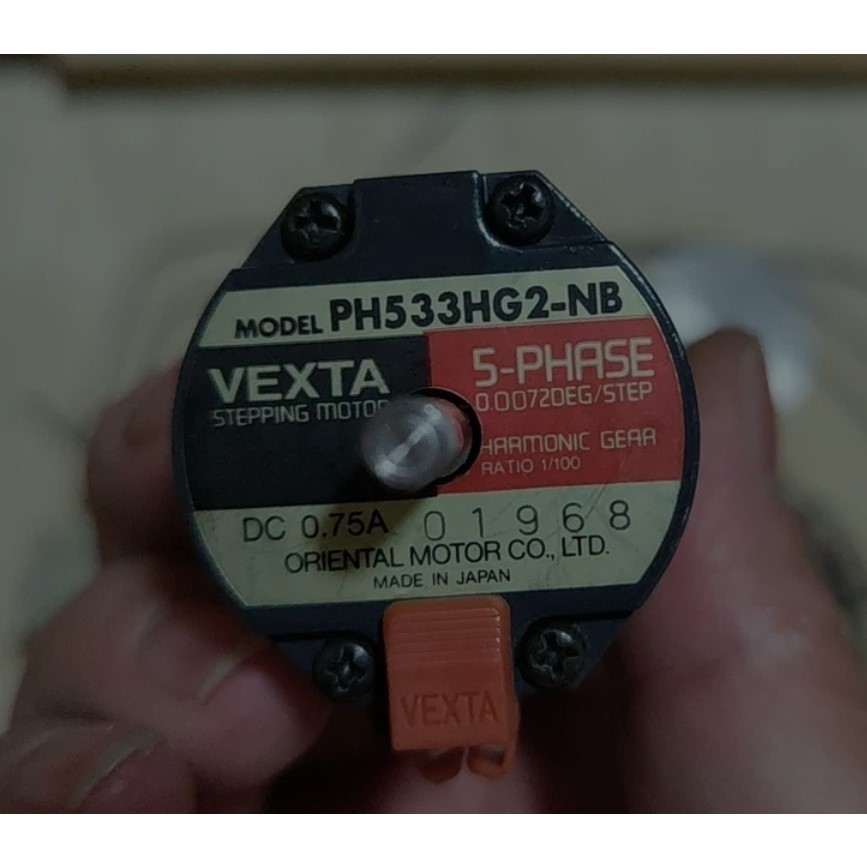 MODEL PH533HG2-NB
VEXTA
STEPPING MOTOR
5-PHASE
0.0072DEG/STEP
HARMONIC GEAR
RATIO 1/100
DC 0.75A 01968
ORIENTAL MOTOR CO., LTD.
MADE IN JAPAN
VEXTA